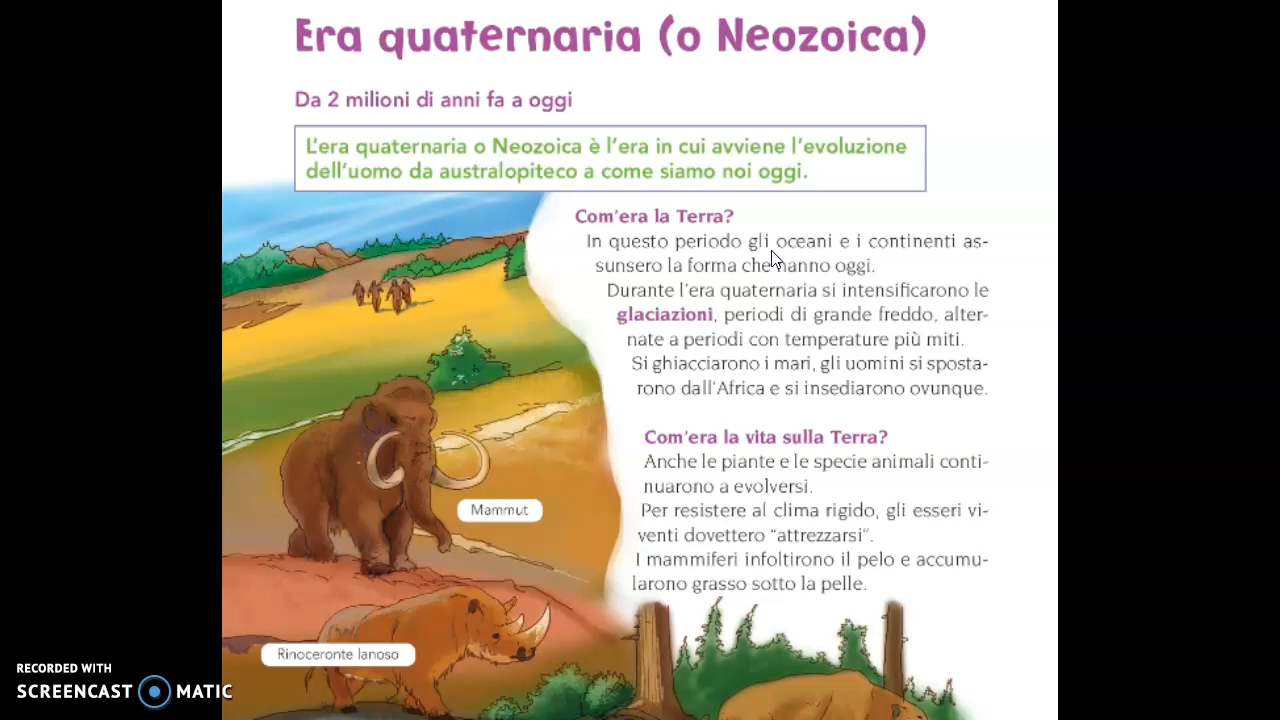 Era quaternaria (o Neozoica)
Da 2 milioni di anni fa a oggi
L'era quaternaria o Neozoica è l'era in cui avviene l'evoluzione
dell'uomo da australopiteco a come siamo noi oggi.
Com'era la Terra?
In questo periodo gli oceani e i continenti as-
sunsero la forma che hanno oggi.
Durante l'era quaternaria si intensificarono le
glaciazioni, periodi di grande freddo, alter-
nate a periodi con temperature più miti.
Si ghiacciarono i mari, gli uomini si sposta-
rono dall'Africa e si insediarono ovunque.
Com'era la vita sulla Terra?
Anche le piante e le specie animali conti-
nuarono a evolversi.
Per resistere al clima rigido, gli esseri vi-
venti dovettero "attrezzarsi".
I mammiferi infoltirono il pelo e accumu-
larono grasso sotto la pelle.
Mammut
Rinoceronte lanoso
RECORDED WITH
SCREENCAST MATIC